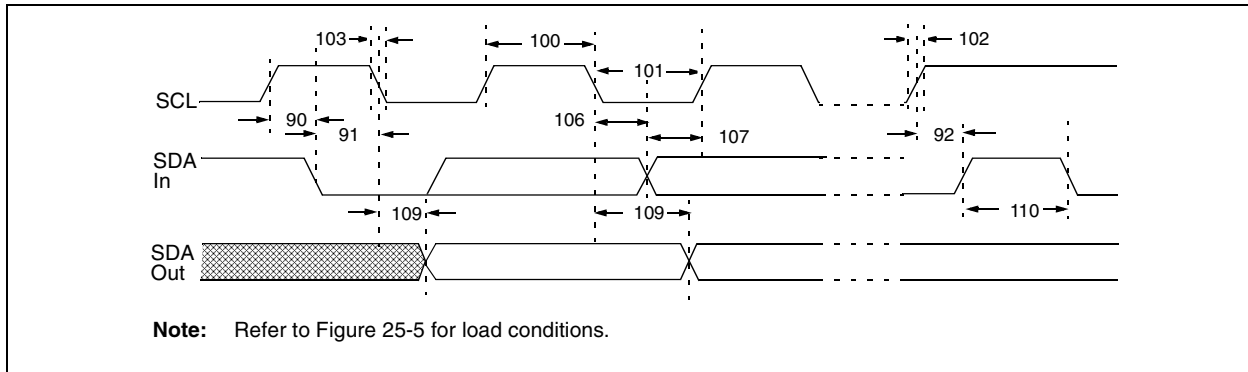 103 100 102
101
SCL
90 91 106 107 92
SDA
In
109 109 110
SDA
Out
Note: Refer to Figure 25-5 for load conditions.